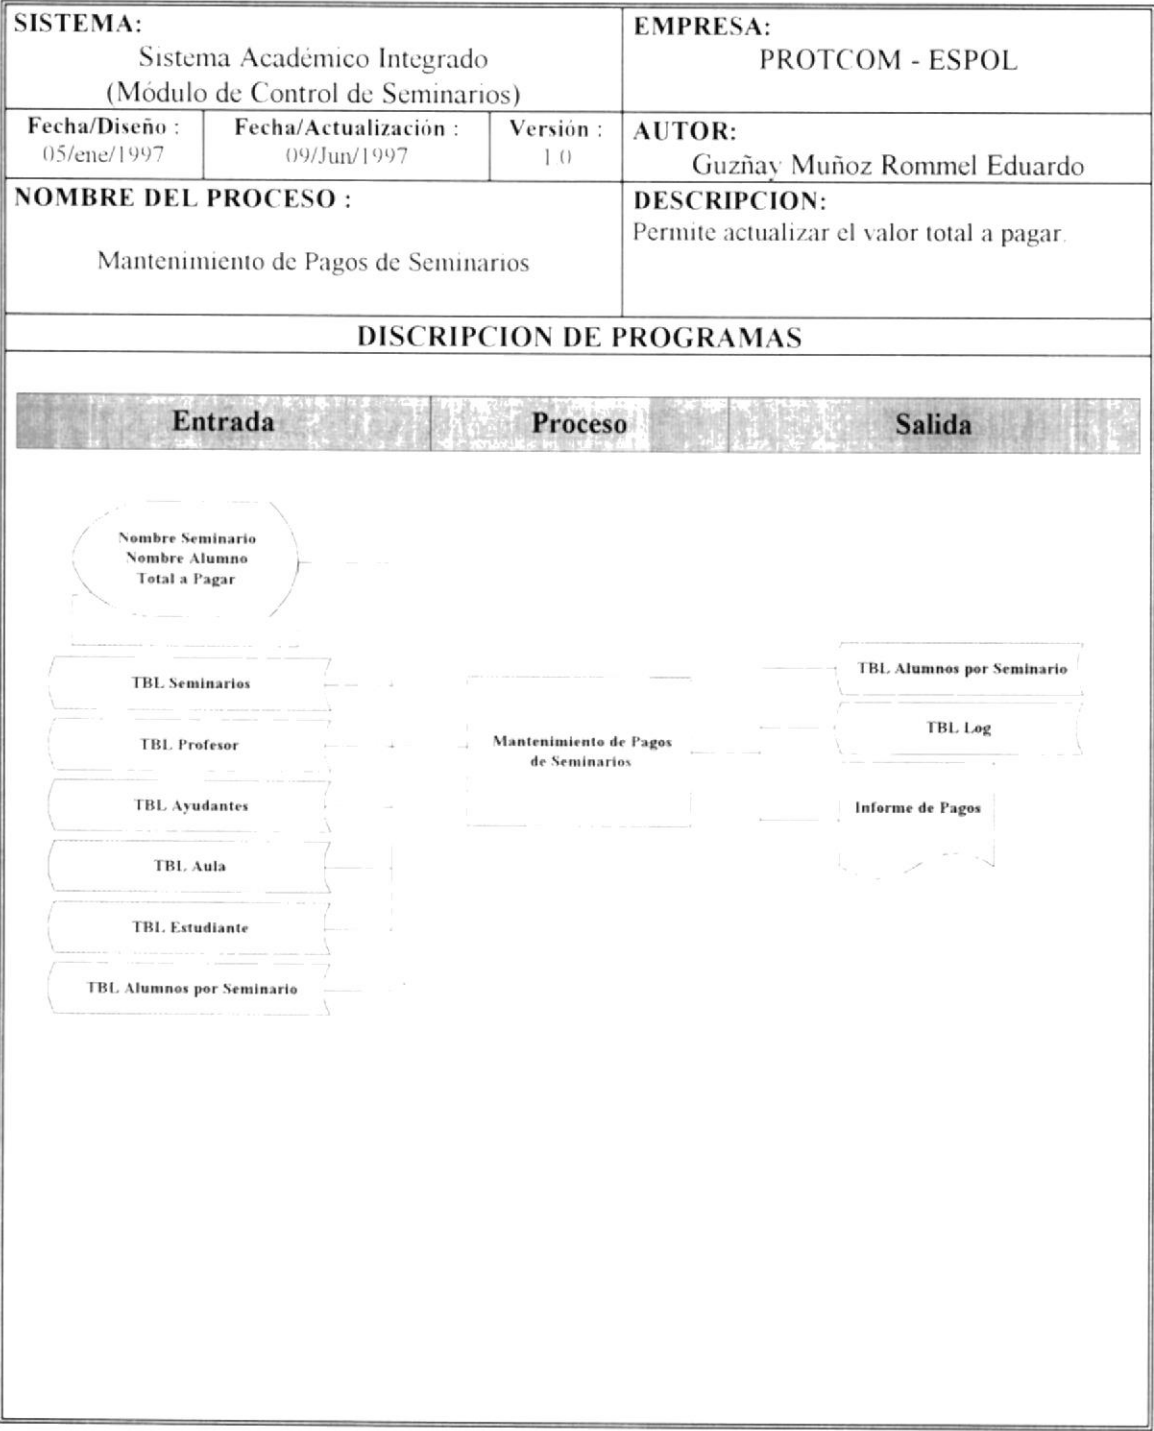 SISTEMA:
Sistema Académico Integrado
(Módulo de Control de Seminarios)
EMPRESA:
PROTCOM - ESPOL
Fecha/Diseño :
05/ene/1997
Fecha/Actualización :
09/Jun/1997
Versión :
1.0
AUTOR:
Guzñay Muñoz Rommel Eduardo
NOMBRE DEL PROCESO :
Mantenimiento de Pagos de Seminarios
DESCRIPCION:
Permite actualizar el valor total a pagar.
DISCRIPCION DE PROGRAMAS
Entrada
Proceso
Salida
Nombre Seminario
Nombre Alumno
Total a Pagar
TBL Seminarios
TBL Profesor
TBL Ayudantes
TBL Aula
TBL Estudiante
TBL Alumnos por Seminario
Mantenimiento de Pagos
de Seminarios
TBL Alumnos por Seminario
TBL Log
Informe de Pagos